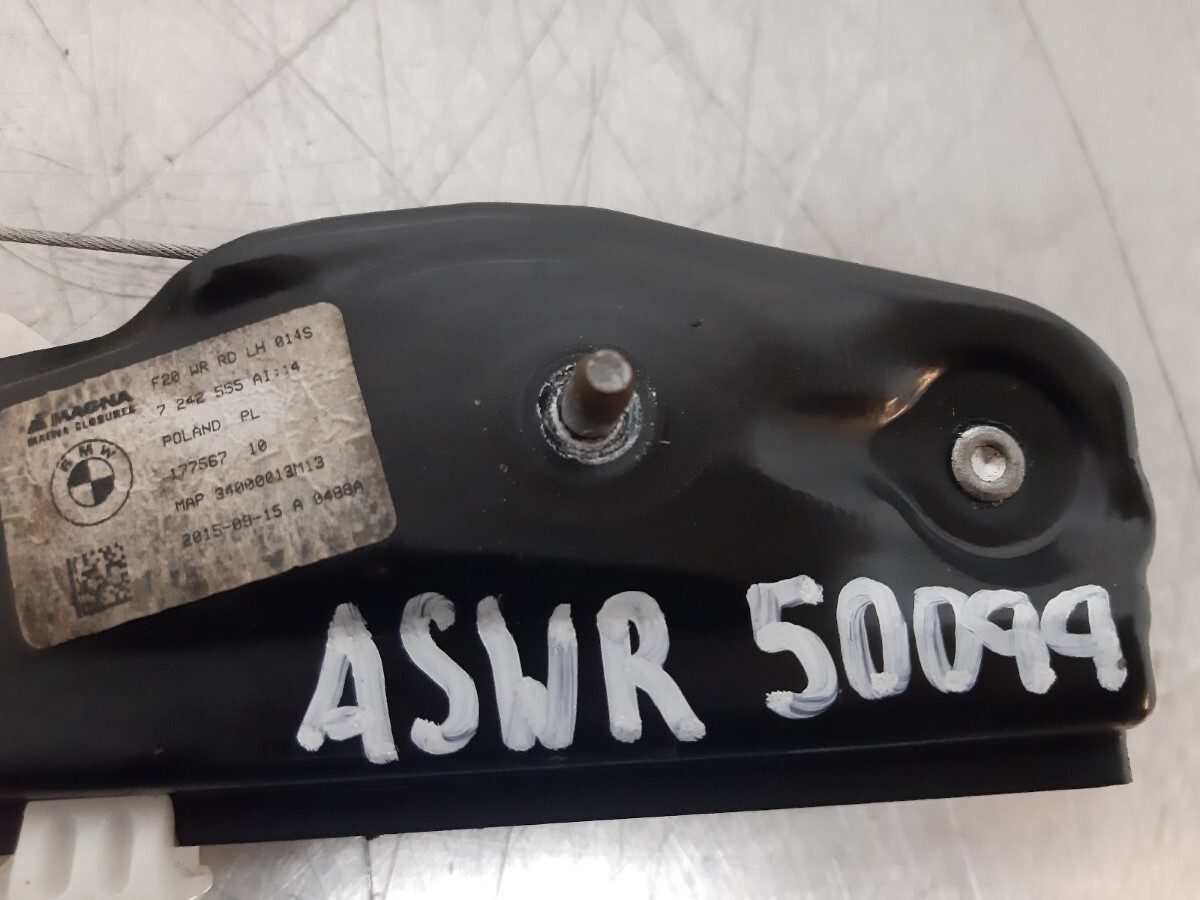 MAGNA
MAGNA CLOSURES
BMW
F20 WR RD LH 014S
7 242 555 AI:14
POLAND PL
177567 10
MAP 34000013M13
2015-09-15 A 0488A
ASWR 50099